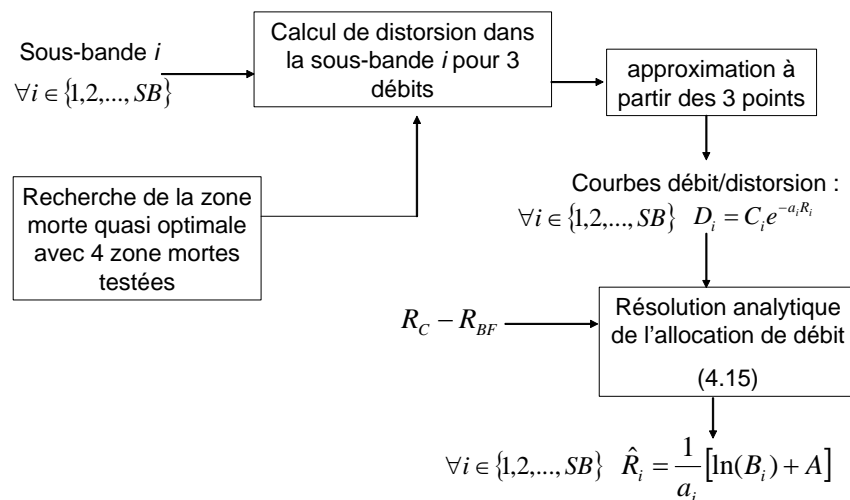 Sous-bande i
∀i ∈ {1,2,...,SB}
Calcul de distorsion dans
la sous-bande i pour 3
débits
approximation à
partir des 3 points
Recherche de la zone
morte quasi optimale
avec 4 zone mortes
testées
Courbes débit/distorsion :
∀i ∈ {1,2,...,SB} D_i = C_i e^{-a_i R_i}
R_C − R_{BF}
Résolution analytique
de l'allocation de débit
(4.15)
∀i ∈ {1,2,...,SB} R̂_i = \frac{1}{a_i} [ln(B_i) + A]